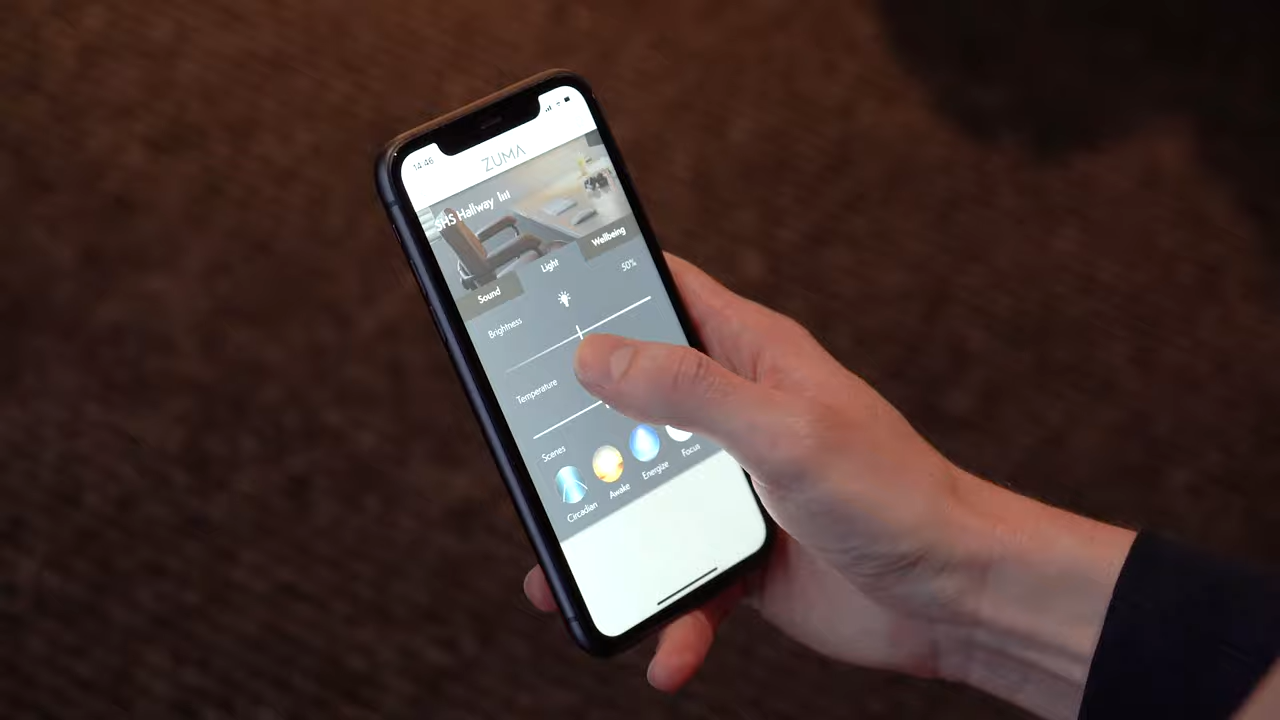 14:46
ZUMA
SHS Hallway
Sound
Light
Wellbeing
Brightness
50%
Temperature
Scenes
Circadian
Awake
Energize
Focus